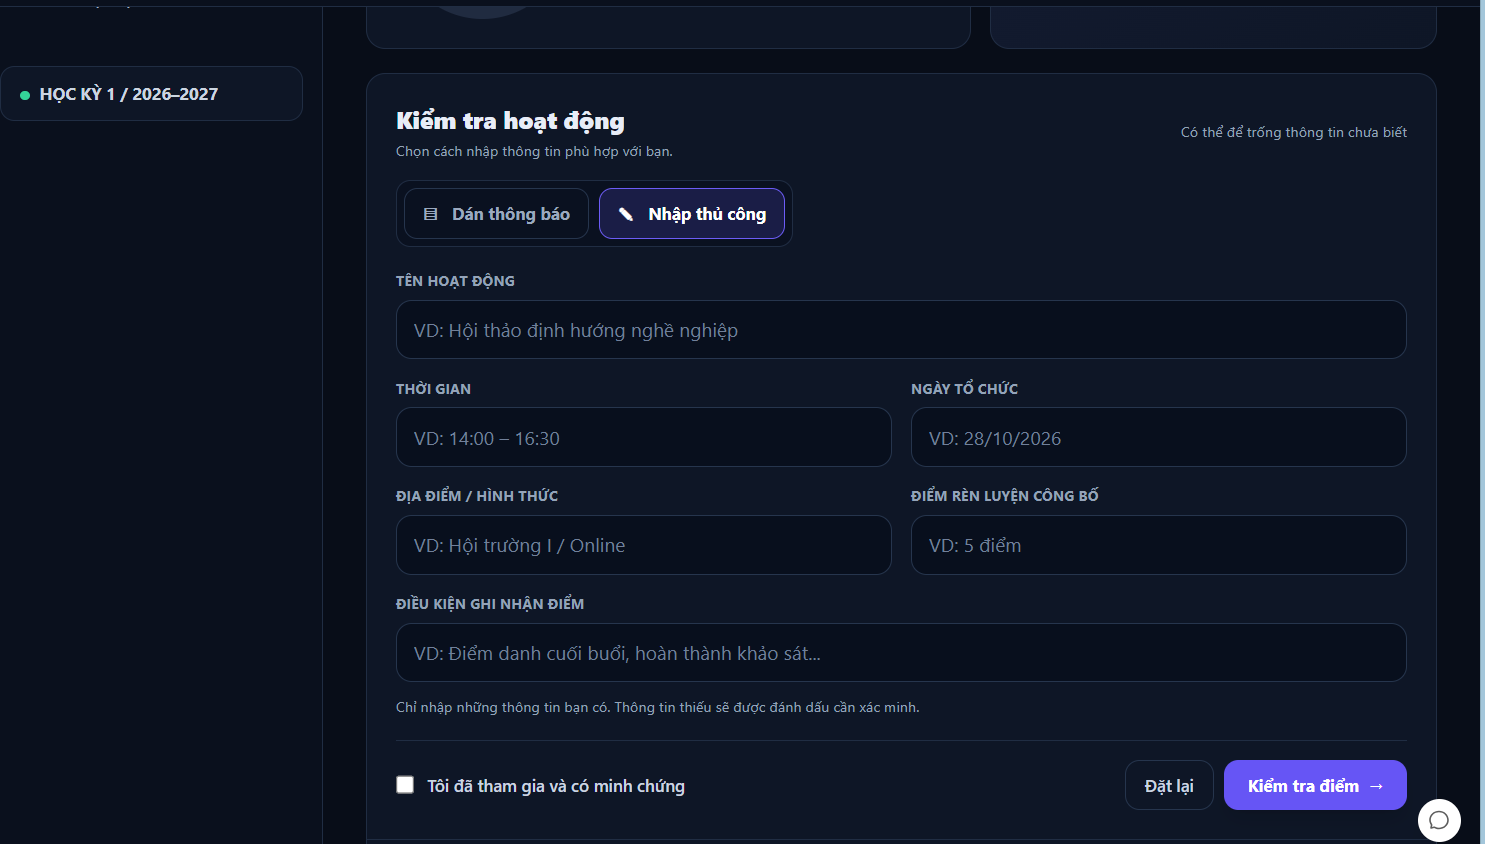 HỌC KỲ 1 / 2026–2027
Kiểm tra hoạt động
Chọn cách nhập thông tin phù hợp với bạn.
Có thể để trống thông tin chưa biết
Dán thông báo
Nhập thủ công
TÊN HOẠT ĐỘNG
VD: Hội thảo định hướng nghề nghiệp
THỜI GIAN
NGÀY TỔ CHỨC
VD: 14:00 – 16:30
VD: 28/10/2026
ĐỊA ĐIỂM / HÌNH THỨC
ĐIỂM RÈN LUYỆN CÔNG BỐ
VD: Hội trường I / Online
VD: 5 điểm
ĐIỀU KIỆN GHI NHẬN ĐIỂM
VD: Điểm danh cuối buổi, hoàn thành khảo sát...
Chỉ nhập những thông tin bạn có. Thông tin thiếu sẽ được đánh dấu cần xác minh.
Tôi đã tham gia và có minh chứng
Đặt lại
Kiểm tra điểm →